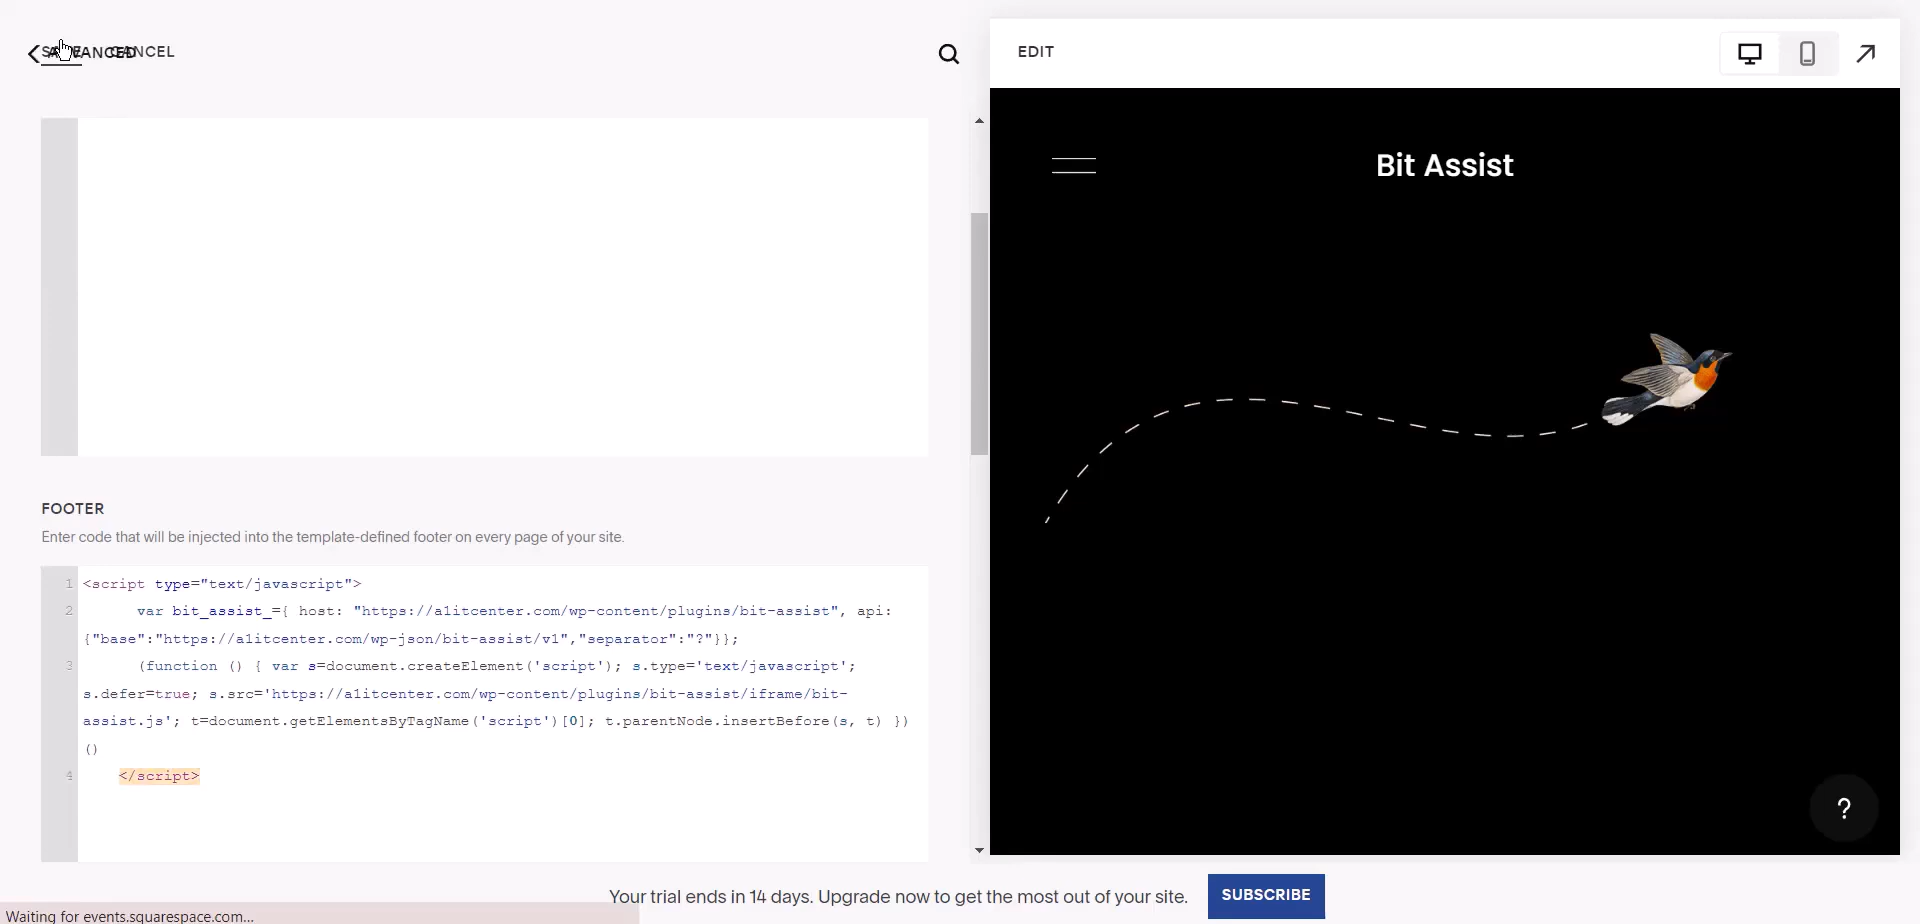 ADVANCED
CANCEL
EDIT
Bit Assist
FOOTER
Enter code that will be injected into the template-defined footer on every page of your site.
1 <script type="text/javascript">
2 var bit_assist_={ host: "https://a1itcenter.com/wp-content/plugins/bit-assist", api:
{"base":"https://a1itcenter.com/wp-json/bit-assist/v1","separator":"?"}};
3 (function () { var s=document.createElement('script'); s.type='text/javascript';
s.defer=true; s.src='https://a1itcenter.com/wp-content/plugins/bit-assist/iframe/bit-
assist.js'; t=document.getElementsByTagName('script')[0]; t.parentNode.insertBefore(s, t) })
()
4 </script>
?
Your trial ends in 14 days. Upgrade now to get the most out of your site.
SUBSCRIBE
Waiting for events.squarespace.com...